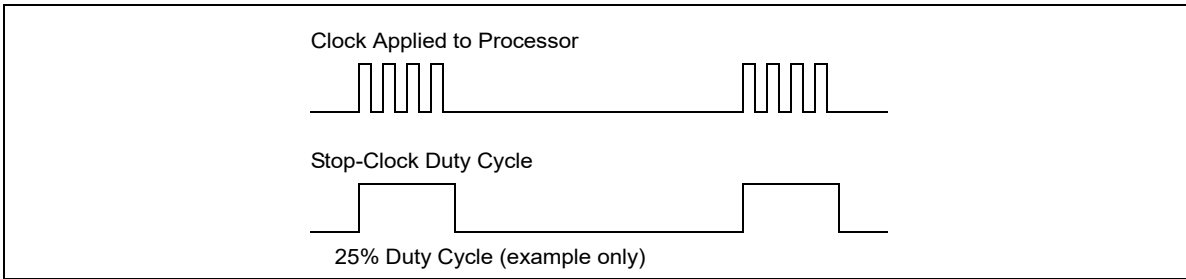 Clock Applied to Processor
Stop-Clock Duty Cycle
25% Duty Cycle (example only)